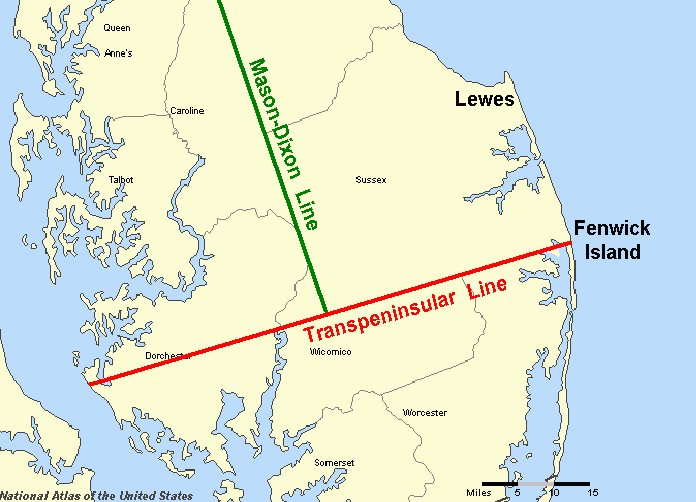 Queen
Anne's
Mason-Dixon Line
Lewes
Caroline
Talbot
Sussex
Fenwick
Island
Transpeninsular Line
Dorchester
Wicomico
Worcester
Somerset
Miles 5 10 15
National Atlas of the United States